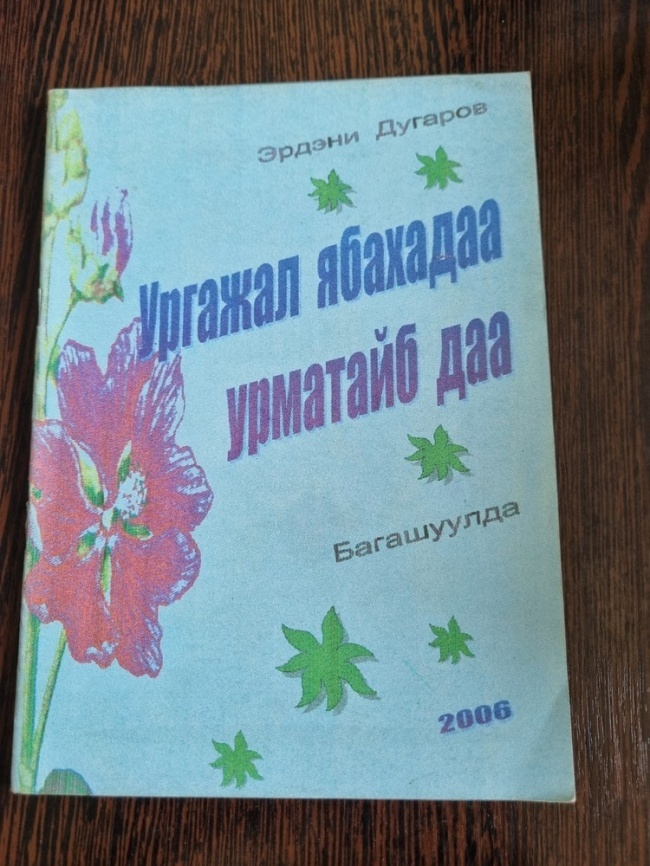 Эрдэни Дугаров
Ургажал ябахадаа
урматайб даа
Багашуулда
2006